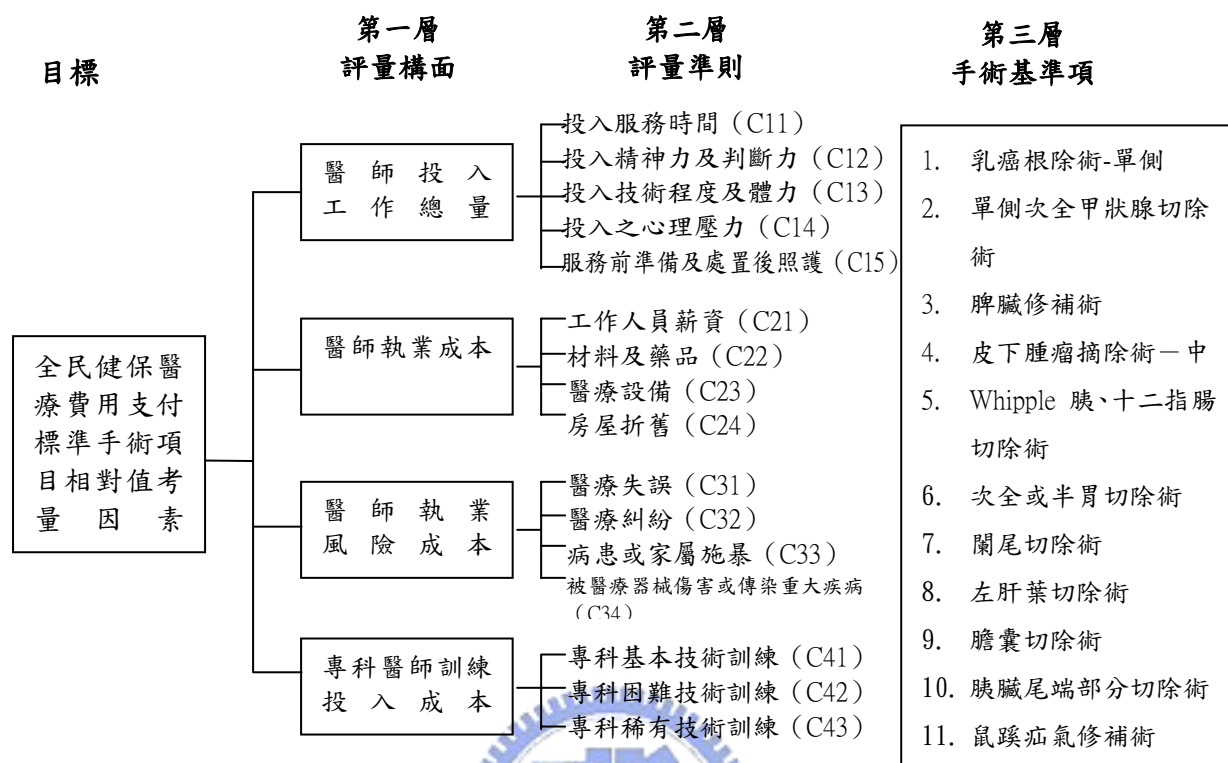 目標
第一層
評量構面
第二層
評量準則
第三層
手術基準項
全民健保醫
療費用支付
標準手術項
目相對值考
量因素
醫師投入
工作總量
投入服務時間（C11）
投入精神力及判斷力（C12）
投入技術程度及體力（C13）
投入之心理壓力（C14）
服務前準備及處置後照護（C15）
醫師執業成本
工作人員薪資（C21）
材料及藥品（C22）
醫療設備（C23）
房屋折舊（C24）
醫師執業
風險成本
醫療失誤（C31）
醫療糾紛（C32）
病患或家屬施暴（C33）
被醫療器械傷害或傳染重大疾病
（C34）
專科醫師訓練
投入成本
專科基本技術訓練（C41）
專科困難技術訓練（C42）
專科稀有技術訓練（C43）
1. 乳癌根除術-單側
2. 單側次全甲狀腺切除
術
3. 脾臟修補術
4. 皮下腫瘤摘除術－中
5. Whipple 胰、十二指腸
切除術
6. 次全或半胃切除術
7. 闌尾切除術
8. 左肝葉切除術
9. 膽囊切除術
10. 胰臟尾端部分切除術
11. 鼠蹊疝氣修補術